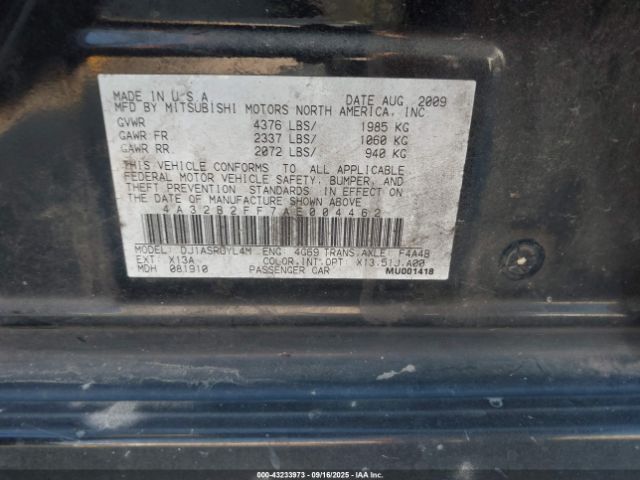 MADE IN U S A DATE AUG 2009
MFD BY MITSUBISHI MOTORS NORTH AMERICA, INC
GVWR 4376 LBS/ 1985 KG
GAWR FR 2337 LBS/ 1060 KG
GAWR RR 2072 LBS/ 940 KG
THIS VEHICLE CONFORMS TO ALL APPLICABLE
FEDERAL MOTOR VEHICLE SAFETY, BUMPER, AND
THEFT PREVENTION STANDARDS IN EFFECT ON
THE DATE OF MANUFACTURE SHOWN ABOVE
4A32B2FF7AE004462
MODEL: DJ1ASR0YL4M ENG 4G69 TRANS.AXLE: F4A4B
EXT: X13A COLOR,INT,OPT: X13.51J.A00
MDH 081910 PASSENGER CAR MU001418
000-43233973 - 09/16/2025 - IAAI.COM